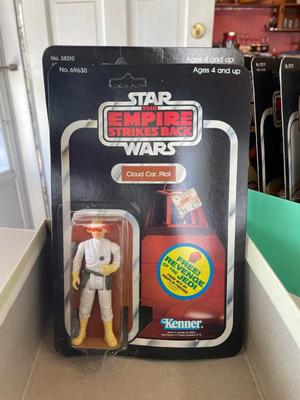 No. 38210
No. 69630
Ages 4 and up
Ages 4 and up
STAR
THE
EMPIRE
STRIKES BACK
WARS
Cloud Car Pilot
FREE!
REVENGE
OF THE
JEDI
Kenner